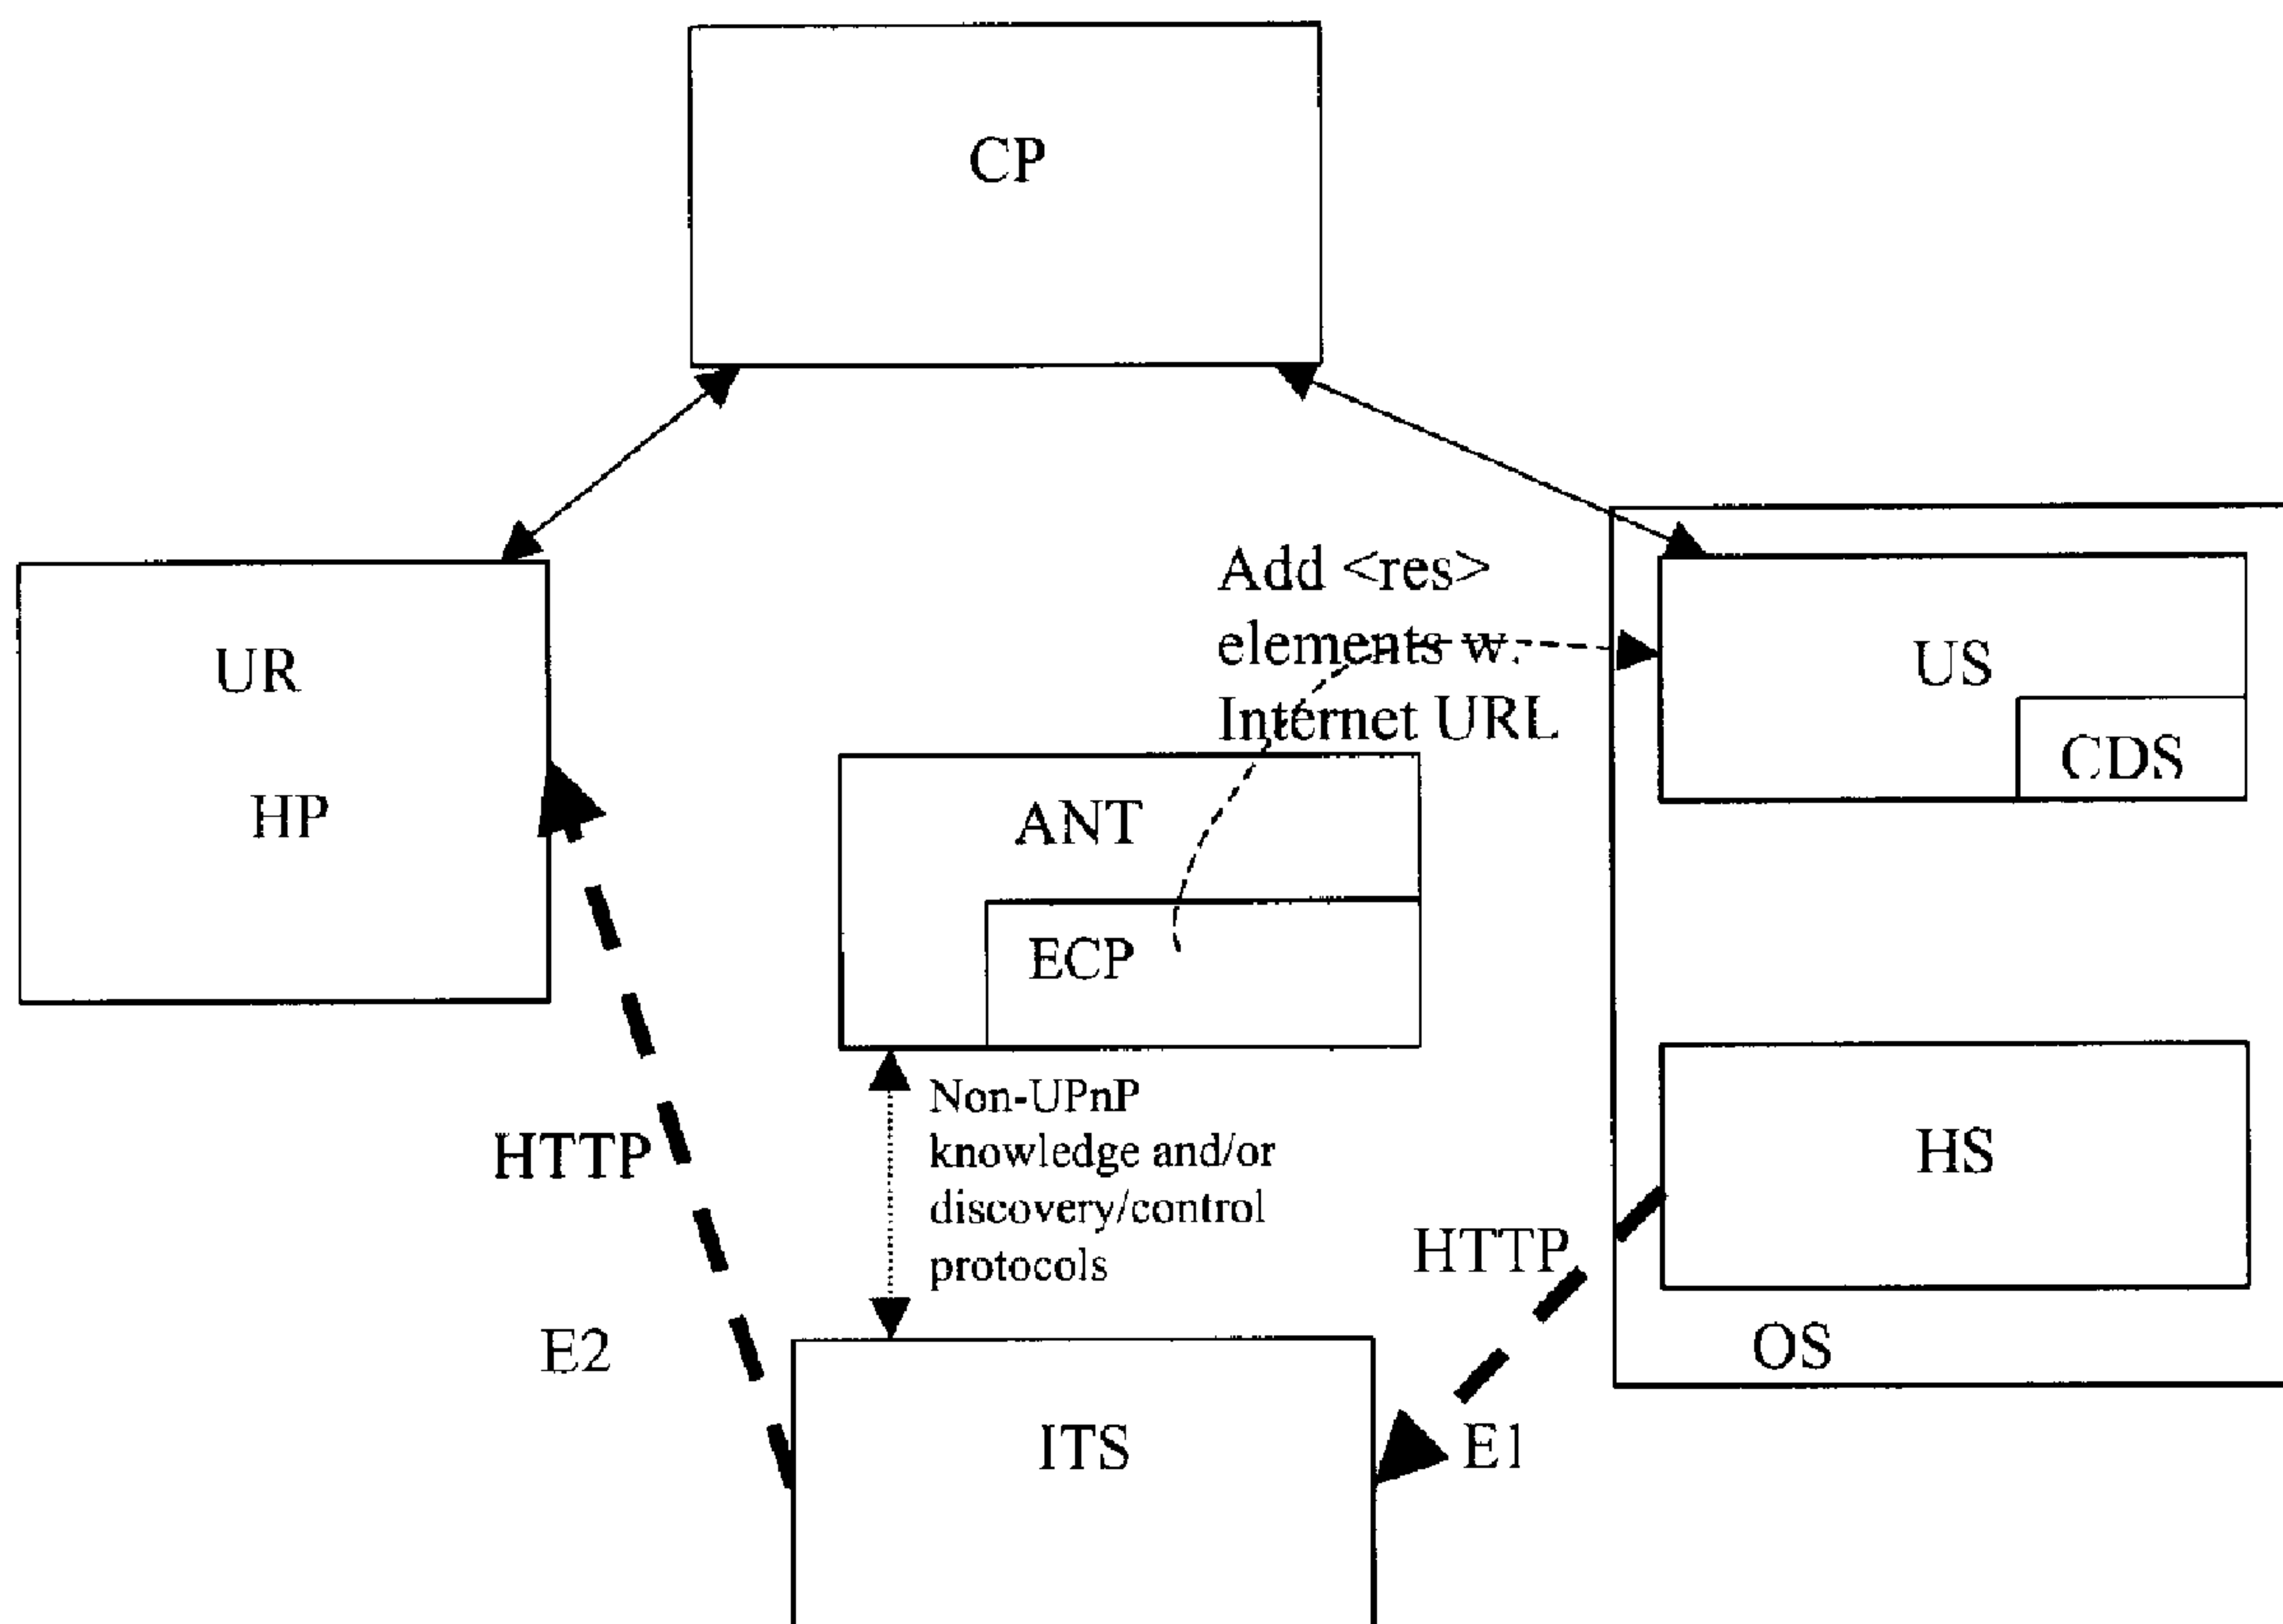 CP
Add <res>
elements w.
Internet URL
UR
HP
US
CDS
ANT
ECP
Non-UPnP
knowledge and/or
discovery/control
protocols
HTTP
HTTP
HS
E2
OS
ITS
E1